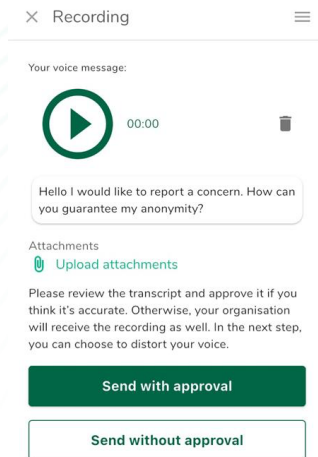 Recording
Your voice message:
00:00
Hello I would like to report a concern. How can
you guarantee my anonymity?
Attachments
Upload attachments
Please review the transcript and approve it if you
think it's accurate. Otherwise, your organisation
will receive the recording as well. In the next step,
you can choose to distort your voice.
Send with approval
Send without approval